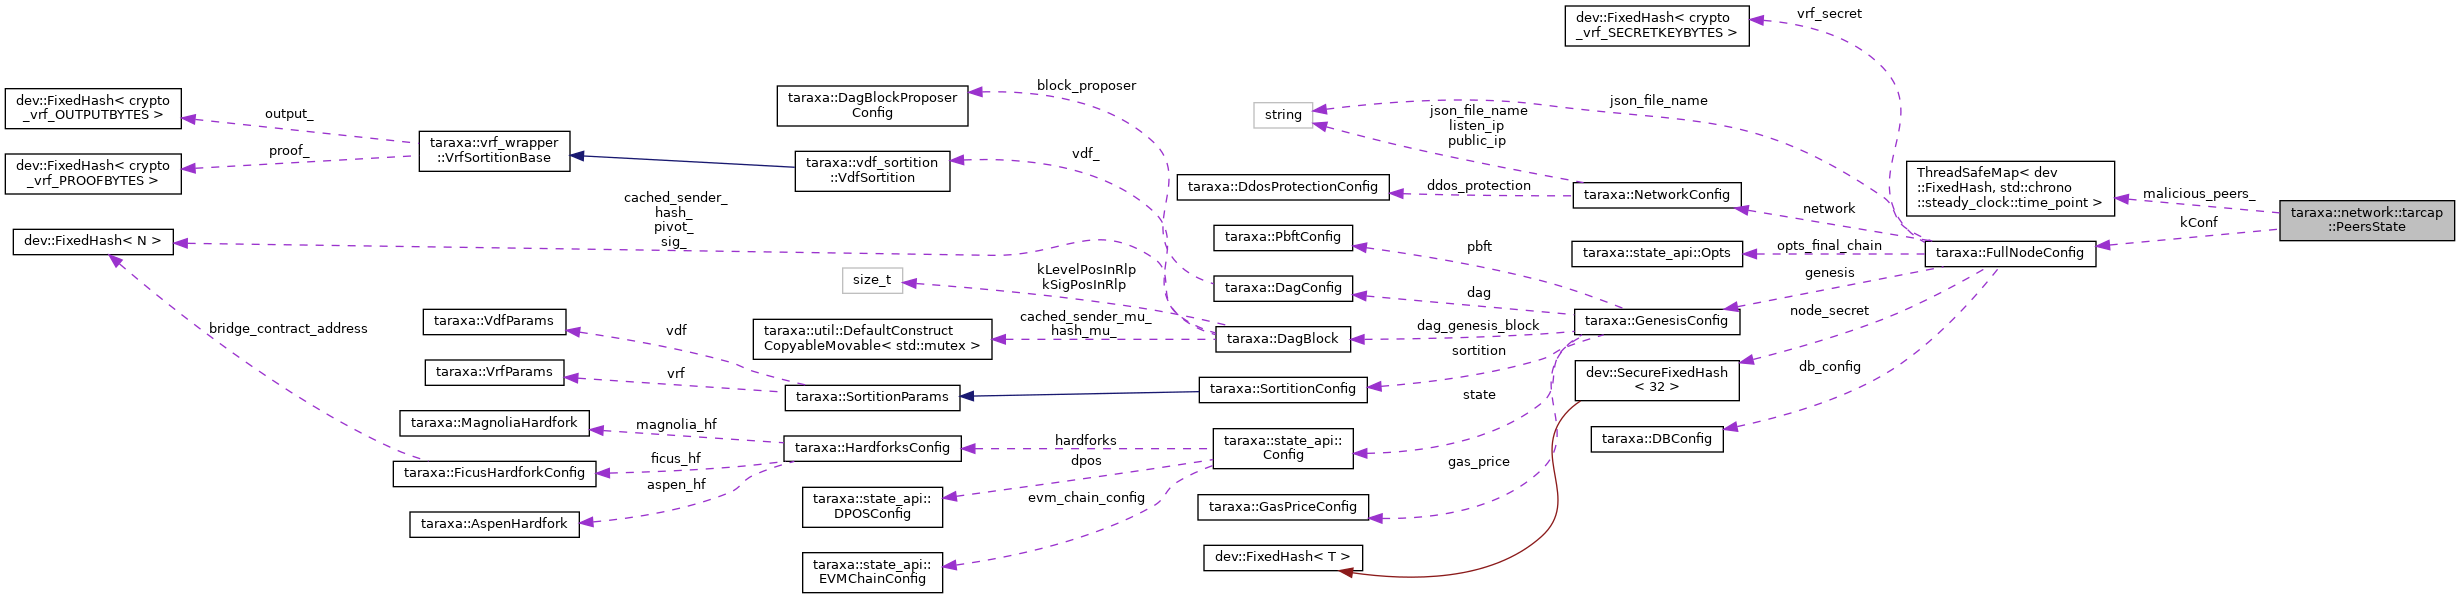 dev::FixedHash< crypto
_vrf_SECRETKEYBYTES >
vrf_secret
dev::FixedHash< crypto
_vrf_OUTPUTBYTES >
output_
dev::FixedHash< crypto
_vrf_PROOFBYTES >
proof_
taraxa::vrf_wrapper
::VrfSortitionBase
taraxa::DagBlockProposer
Config
block_proposer
taraxa::vdf_sortition
::VdfSortition
vdf_
string
json_file_name
json_file_name
listen_ip
public_ip
taraxa::DdosProtectionConfig
ddos_protection
taraxa::NetworkConfig
network
ThreadSafeMap< dev
::FixedHash, std::chrono
::steady_clock::time_point >
malicious_peers_
kConf
taraxa::network::tarcap
::PeersState
cached_sender_
hash_
pivot_
sig_
dev::FixedHash< N >
taraxa::PbftConfig
pbft
taraxa::state_api::Opts
opts_final_chain
taraxa::FullNodeConfig
size_t
kLevelPosInRlp
kSigPosInRlp
taraxa::DagConfig
dag
genesis
taraxa::GenesisConfig
node_secret
bridge_contract_address
taraxa::VdfParams
vdf
taraxa::util::DefaultConstruct
CopyableMovable< std::mutex >
cached_sender_mu_
hash_mu_
taraxa::DagBlock
dag_genesis_block
sortition
taraxa::VrfParams
vrf
taraxa::SortitionParams
taraxa::SortitionConfig
state
dev::SecureFixedHash
< 32 >
db_config
taraxa::MagnoliaHardfork
magnolia_hf
taraxa::HardforksConfig
hardforks
taraxa::state_api::
Config
taraxa::DBConfig
taraxa::FicusHardforkConfig
ficus_hf
aspen_hf
dpos
gas_price
taraxa::AspenHardfork
taraxa::state_api::
DPOSConfig
evm_chain_config
taraxa::GasPriceConfig
taraxa::state_api::
EVMChainConfig
dev::FixedHash< T >